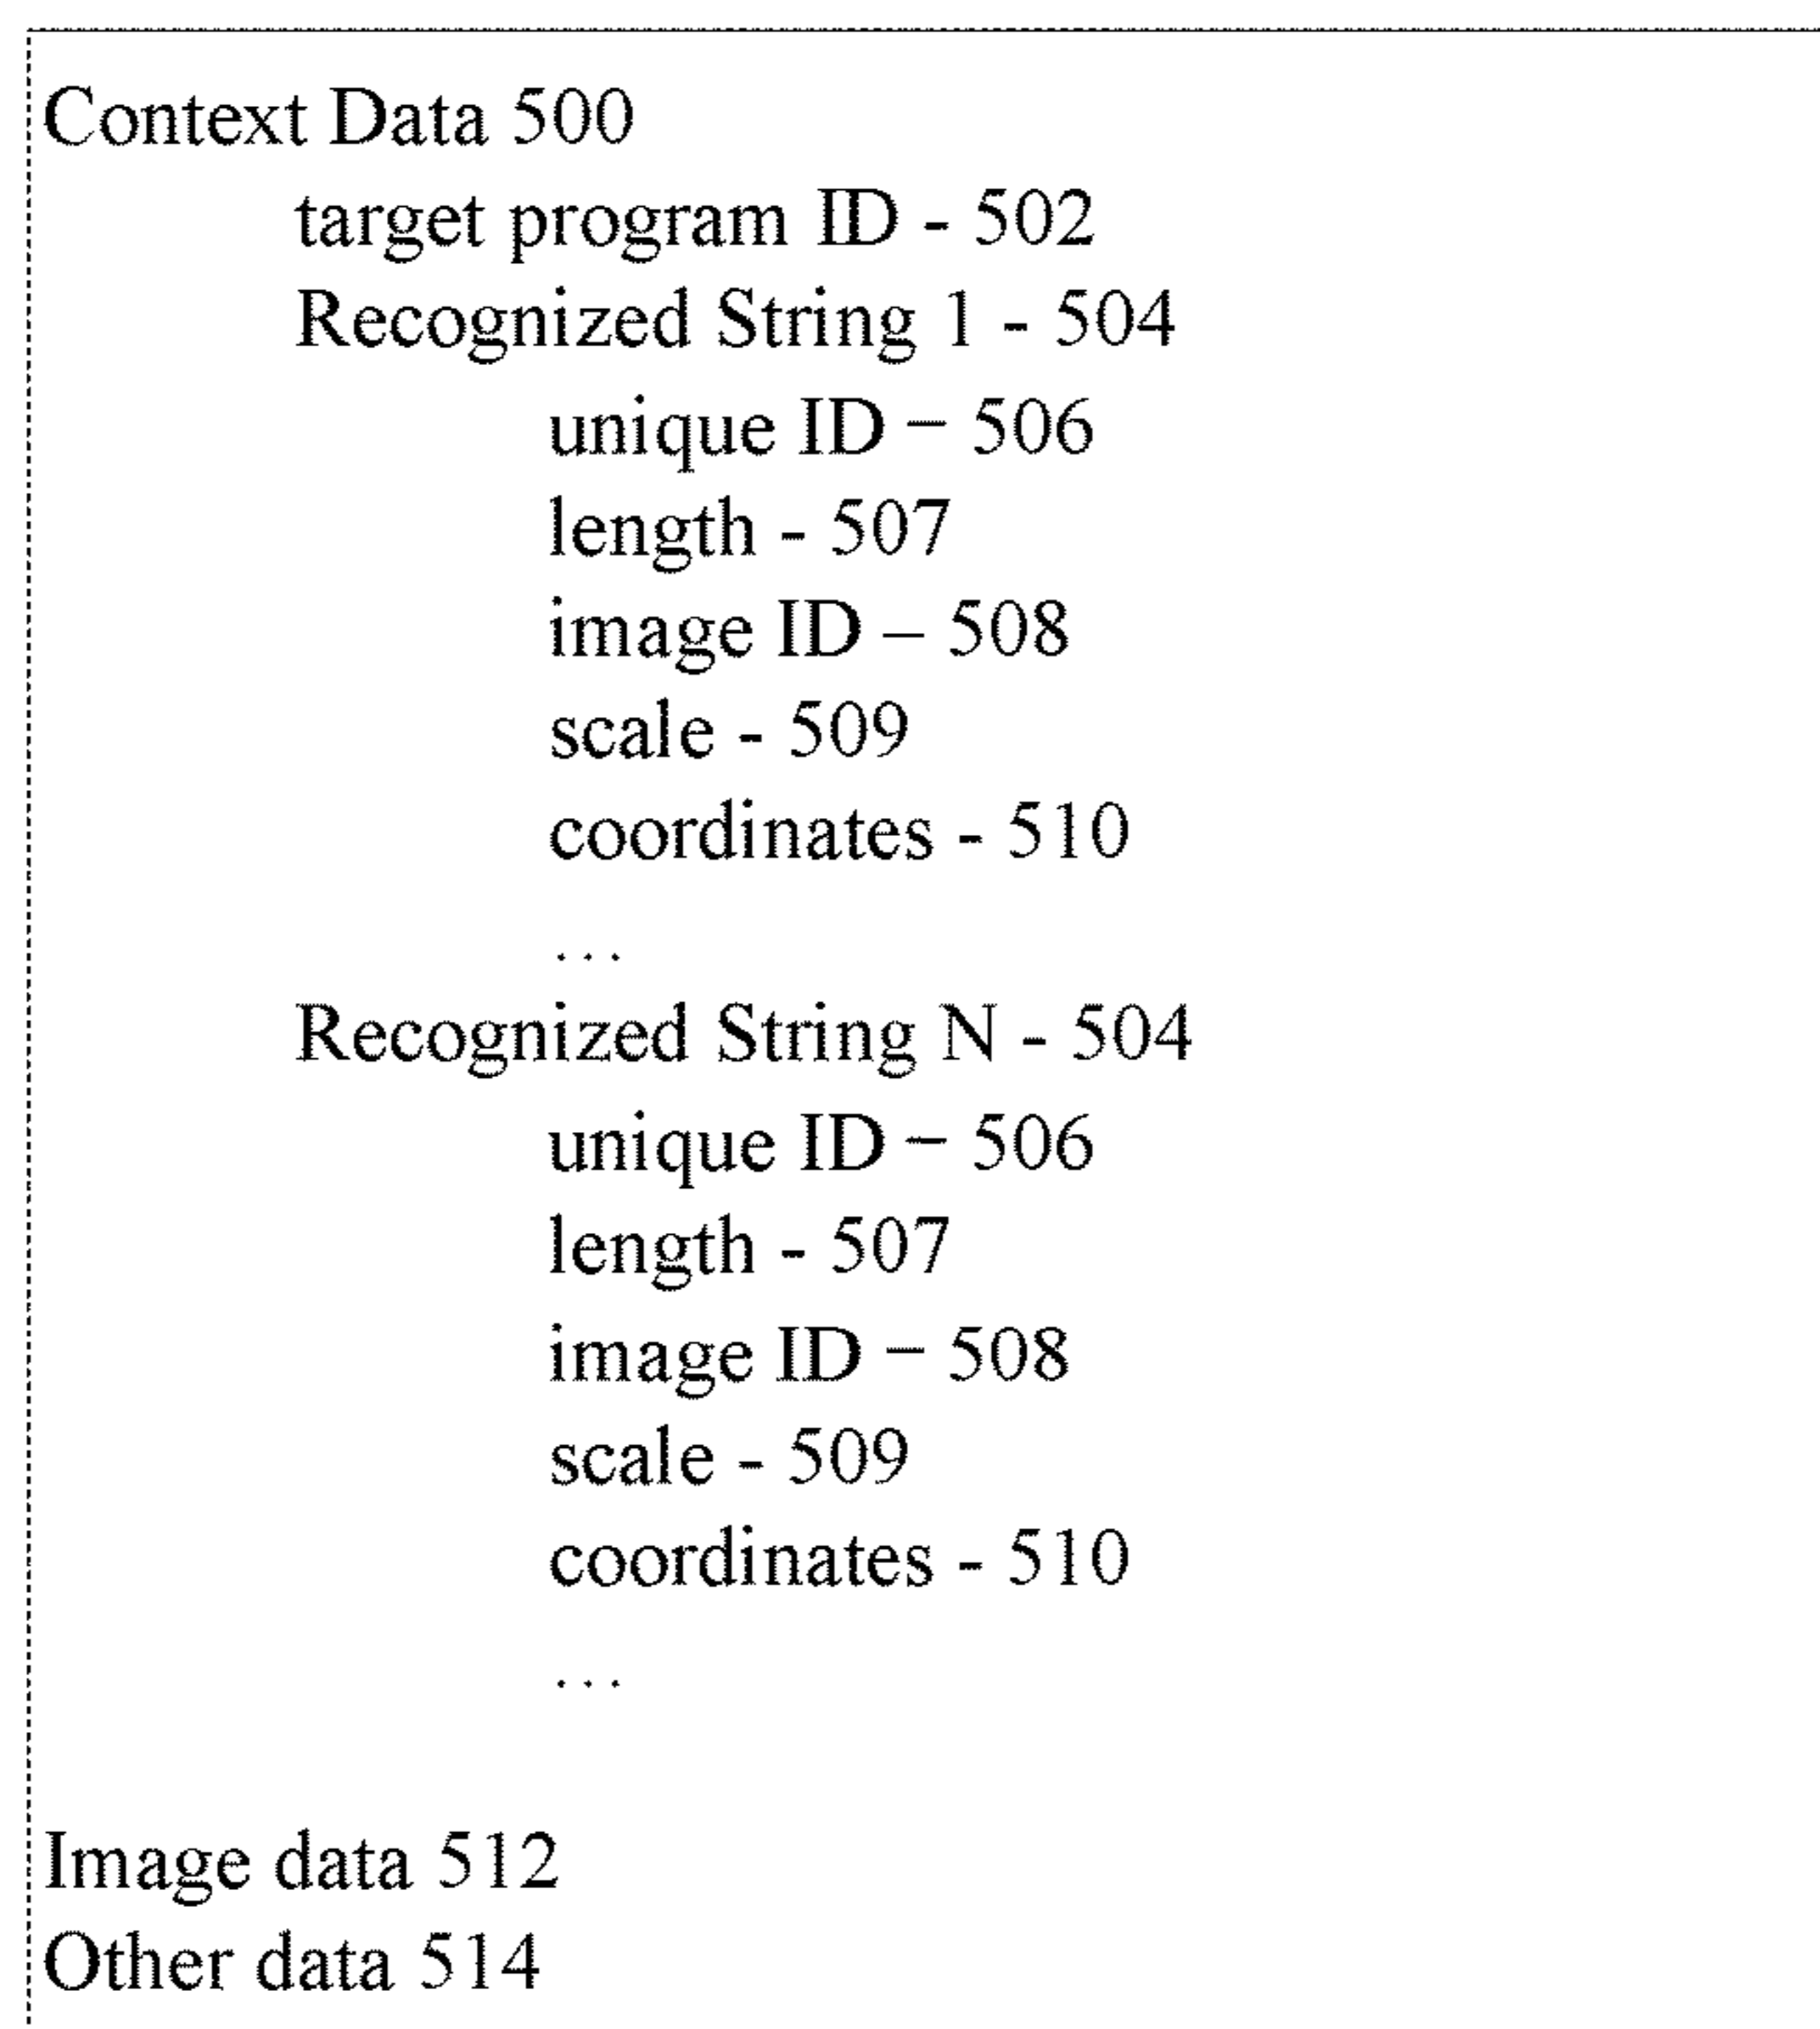 Context Data 500
target program ID - 502
Recognized String 1 - 504
unique ID – 506
length - 507
image ID – 508
scale - 509
coordinates - 510
...
Recognized String N - 504
unique ID – 506
length - 507
image ID – 508
scale - 509
coordinates - 510
...
Image data 512
Other data 514